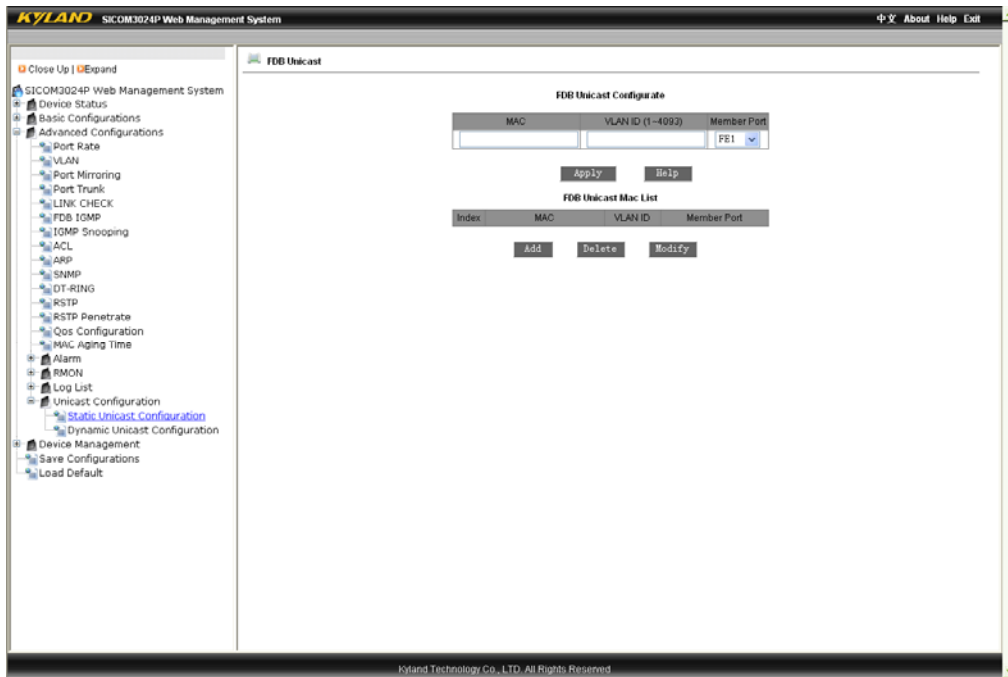 KYLAND SICOM3024P Web Management System 中文 About Help Exit
Close Up | Expand
SICOM3024P Web Management System
Device Status
Basic Configurations
Advanced Configurations
Port Rate
VLAN
Port Mirroring
Port Trunk
LINK CHECK
FDB IGMP
IGMP Snooping
ACL
ARP
SNMP
DT-RING
RSTP
RSTP Penetrate
Qos Configuration
MAC Aging Time
Alarm
RMON
Log List
Unicast Configuration
Static Unicast Configuration
Dynamic Unicast Configuration
Device Management
Save Configurations
Load Default
FDB Unicast
FDB Unicast Configurate
MAC VLAN ID (1~4093) Member Port
FE1
Apply Help
FDB Unicast Mac List
Index MAC VLAN ID Member Port
Add Delete Modify
Kyland Technology Co., LTD. All Rights Reserved